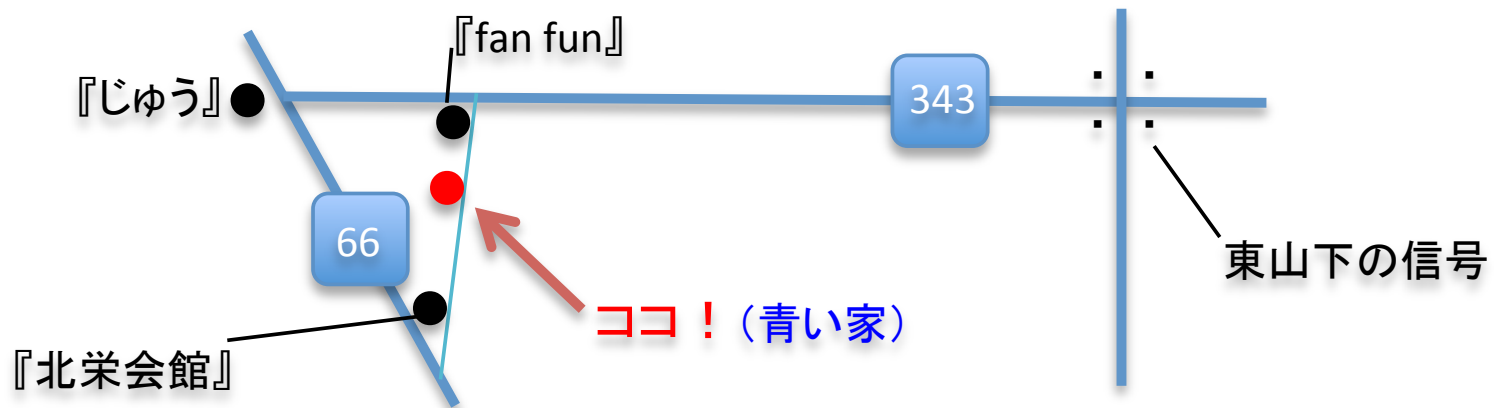 『fan fun』
『じゅう』
343
66
東山下の信号
ココ！（青い家）
『北栄会館』